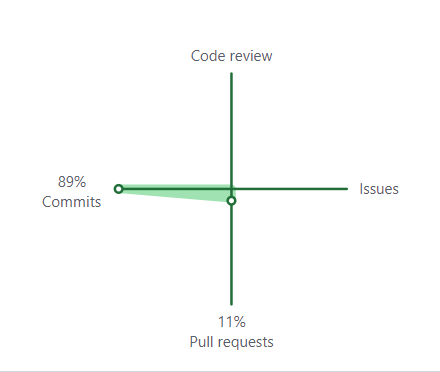 Code review
89%
Commits
Issues
11%
Pull requests